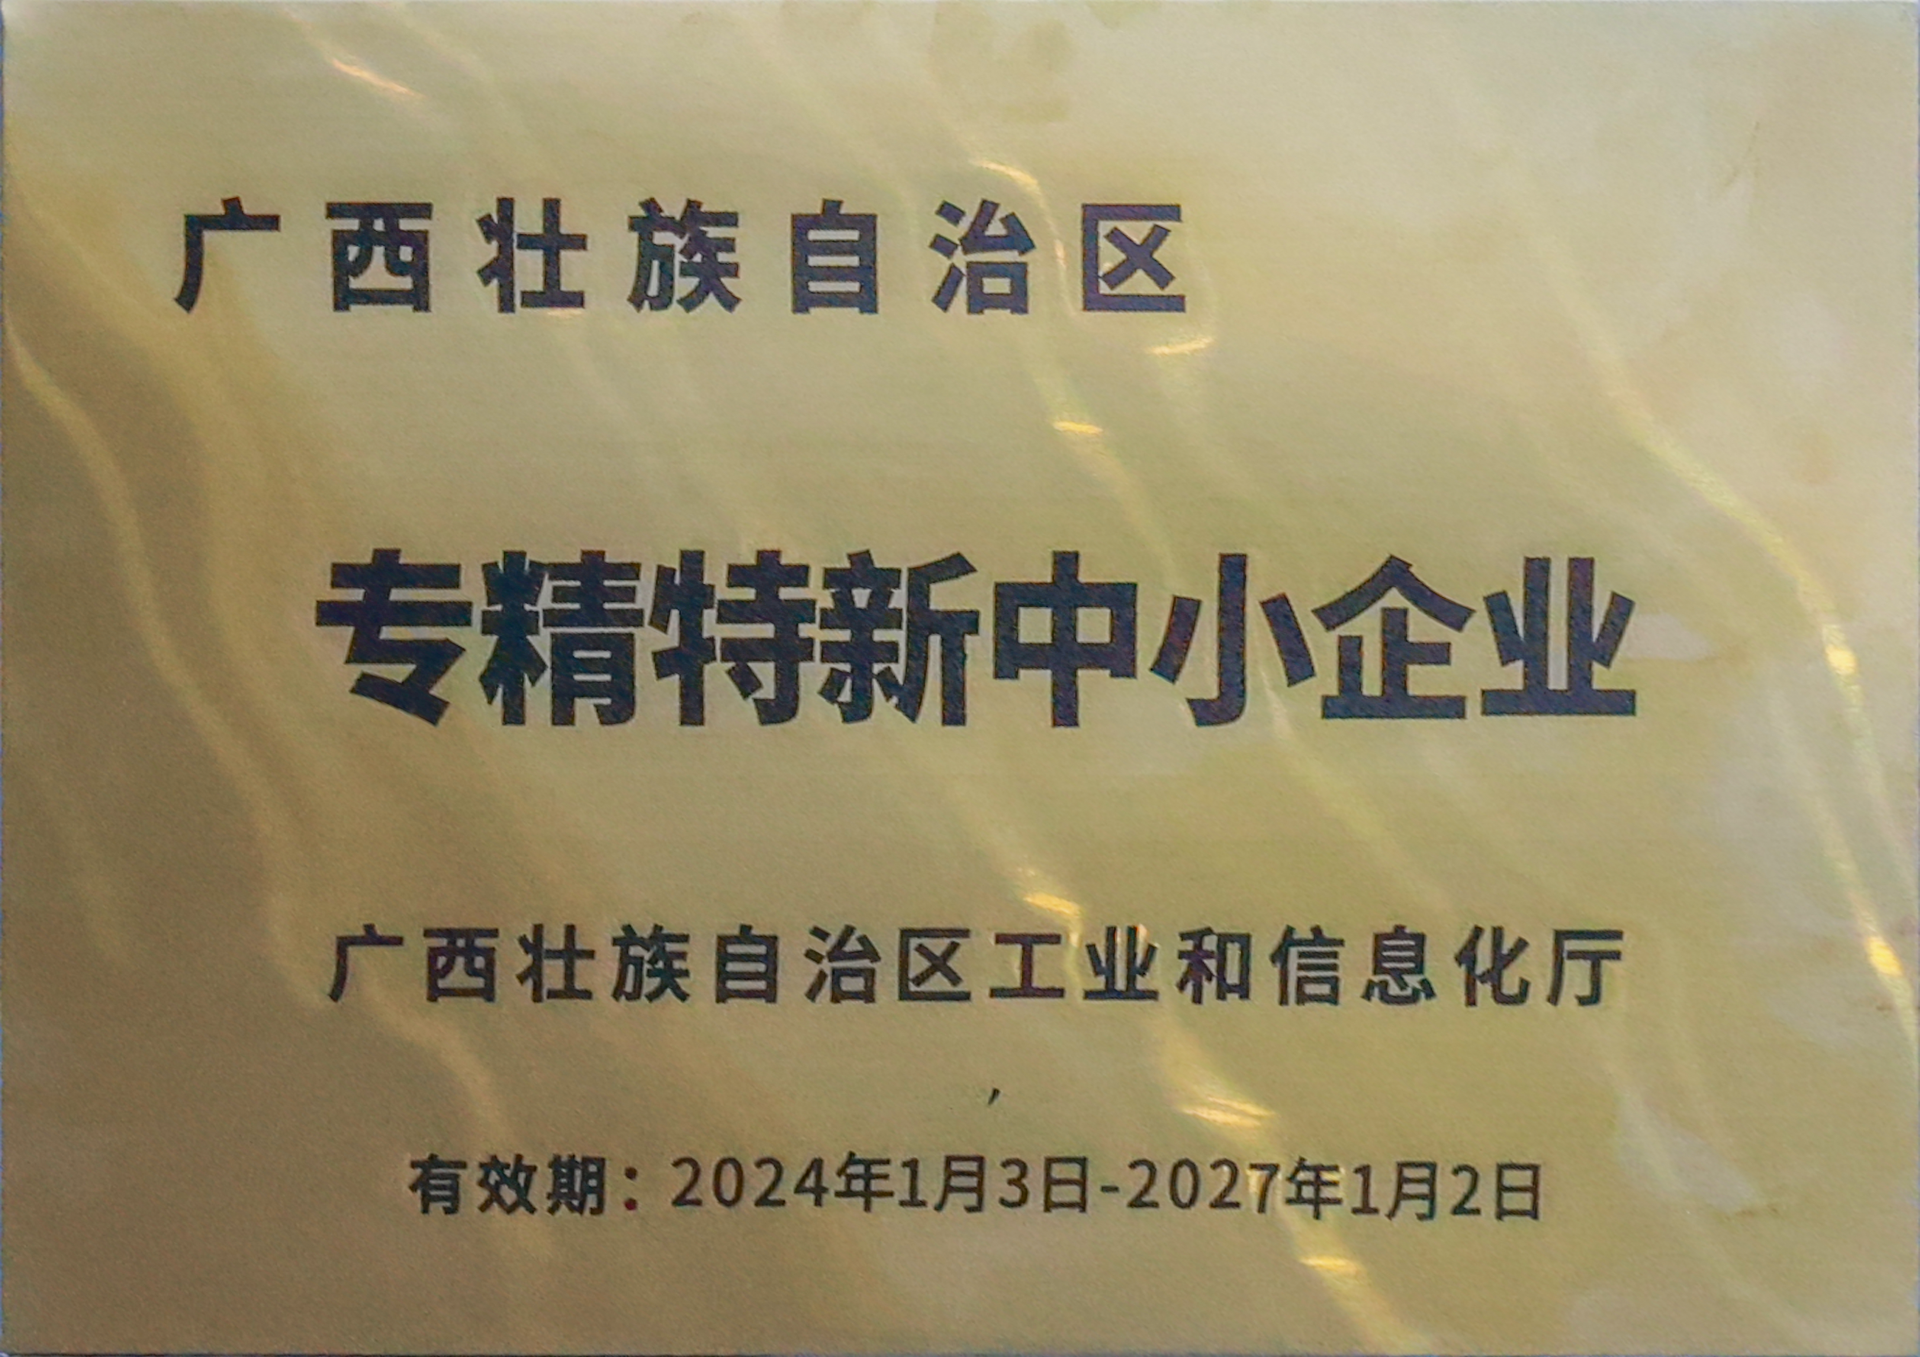 广西壮族自治区
专精特新中小企业
广西壮族自治区工业和信息化厅
有效期：2024年1月3日-2027年1月2日